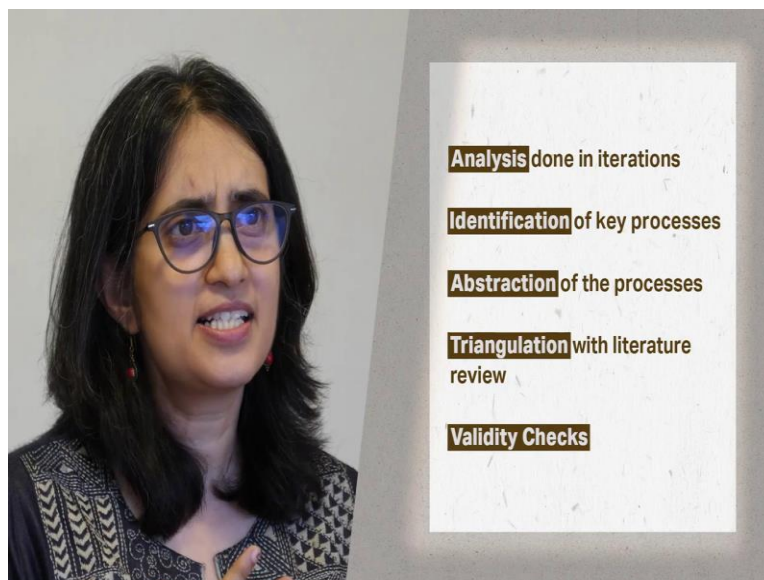 Analysis done in iterations
Identification of key processes
Abstraction of the processes
Triangulation with literature
review
Validity Checks